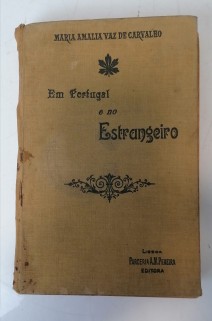 MARIA AMALIA VAZ DE CARVALHO
Em Portugal
e no
Estrangeiro
LISBOA
PARCERIA A. M. PEREIRA
EDITORA